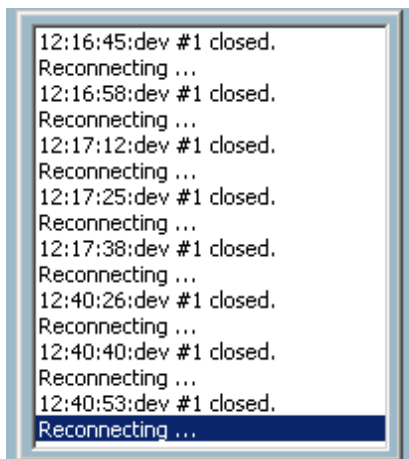 12:16:45:dev #1 closed.
Reconnecting ...
12:16:58:dev #1 closed.
Reconnecting ...
12:17:12:dev #1 closed.
Reconnecting ...
12:17:25:dev #1 closed.
Reconnecting ...
12:17:38:dev #1 closed.
Reconnecting ...
12:40:26:dev #1 closed.
Reconnecting ...
12:40:40:dev #1 closed.
Reconnecting ...
12:40:53:dev #1 closed.
Reconnecting ...